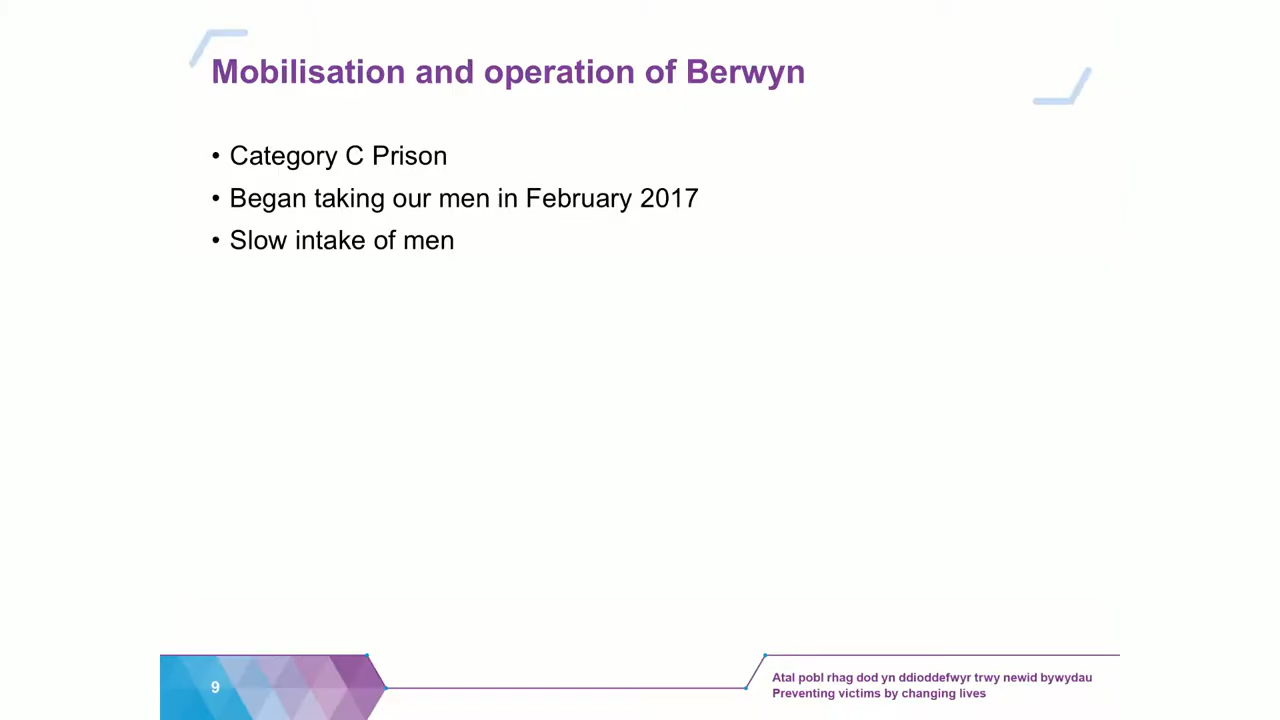 Mobilisation and operation of Berwyn
• Category C Prison
• Began taking our men in February 2017
• Slow intake of men
9
Atal pobl rhag dod yn ddioddefwyr trwy newid bywydau
Preventing victims by changing lives